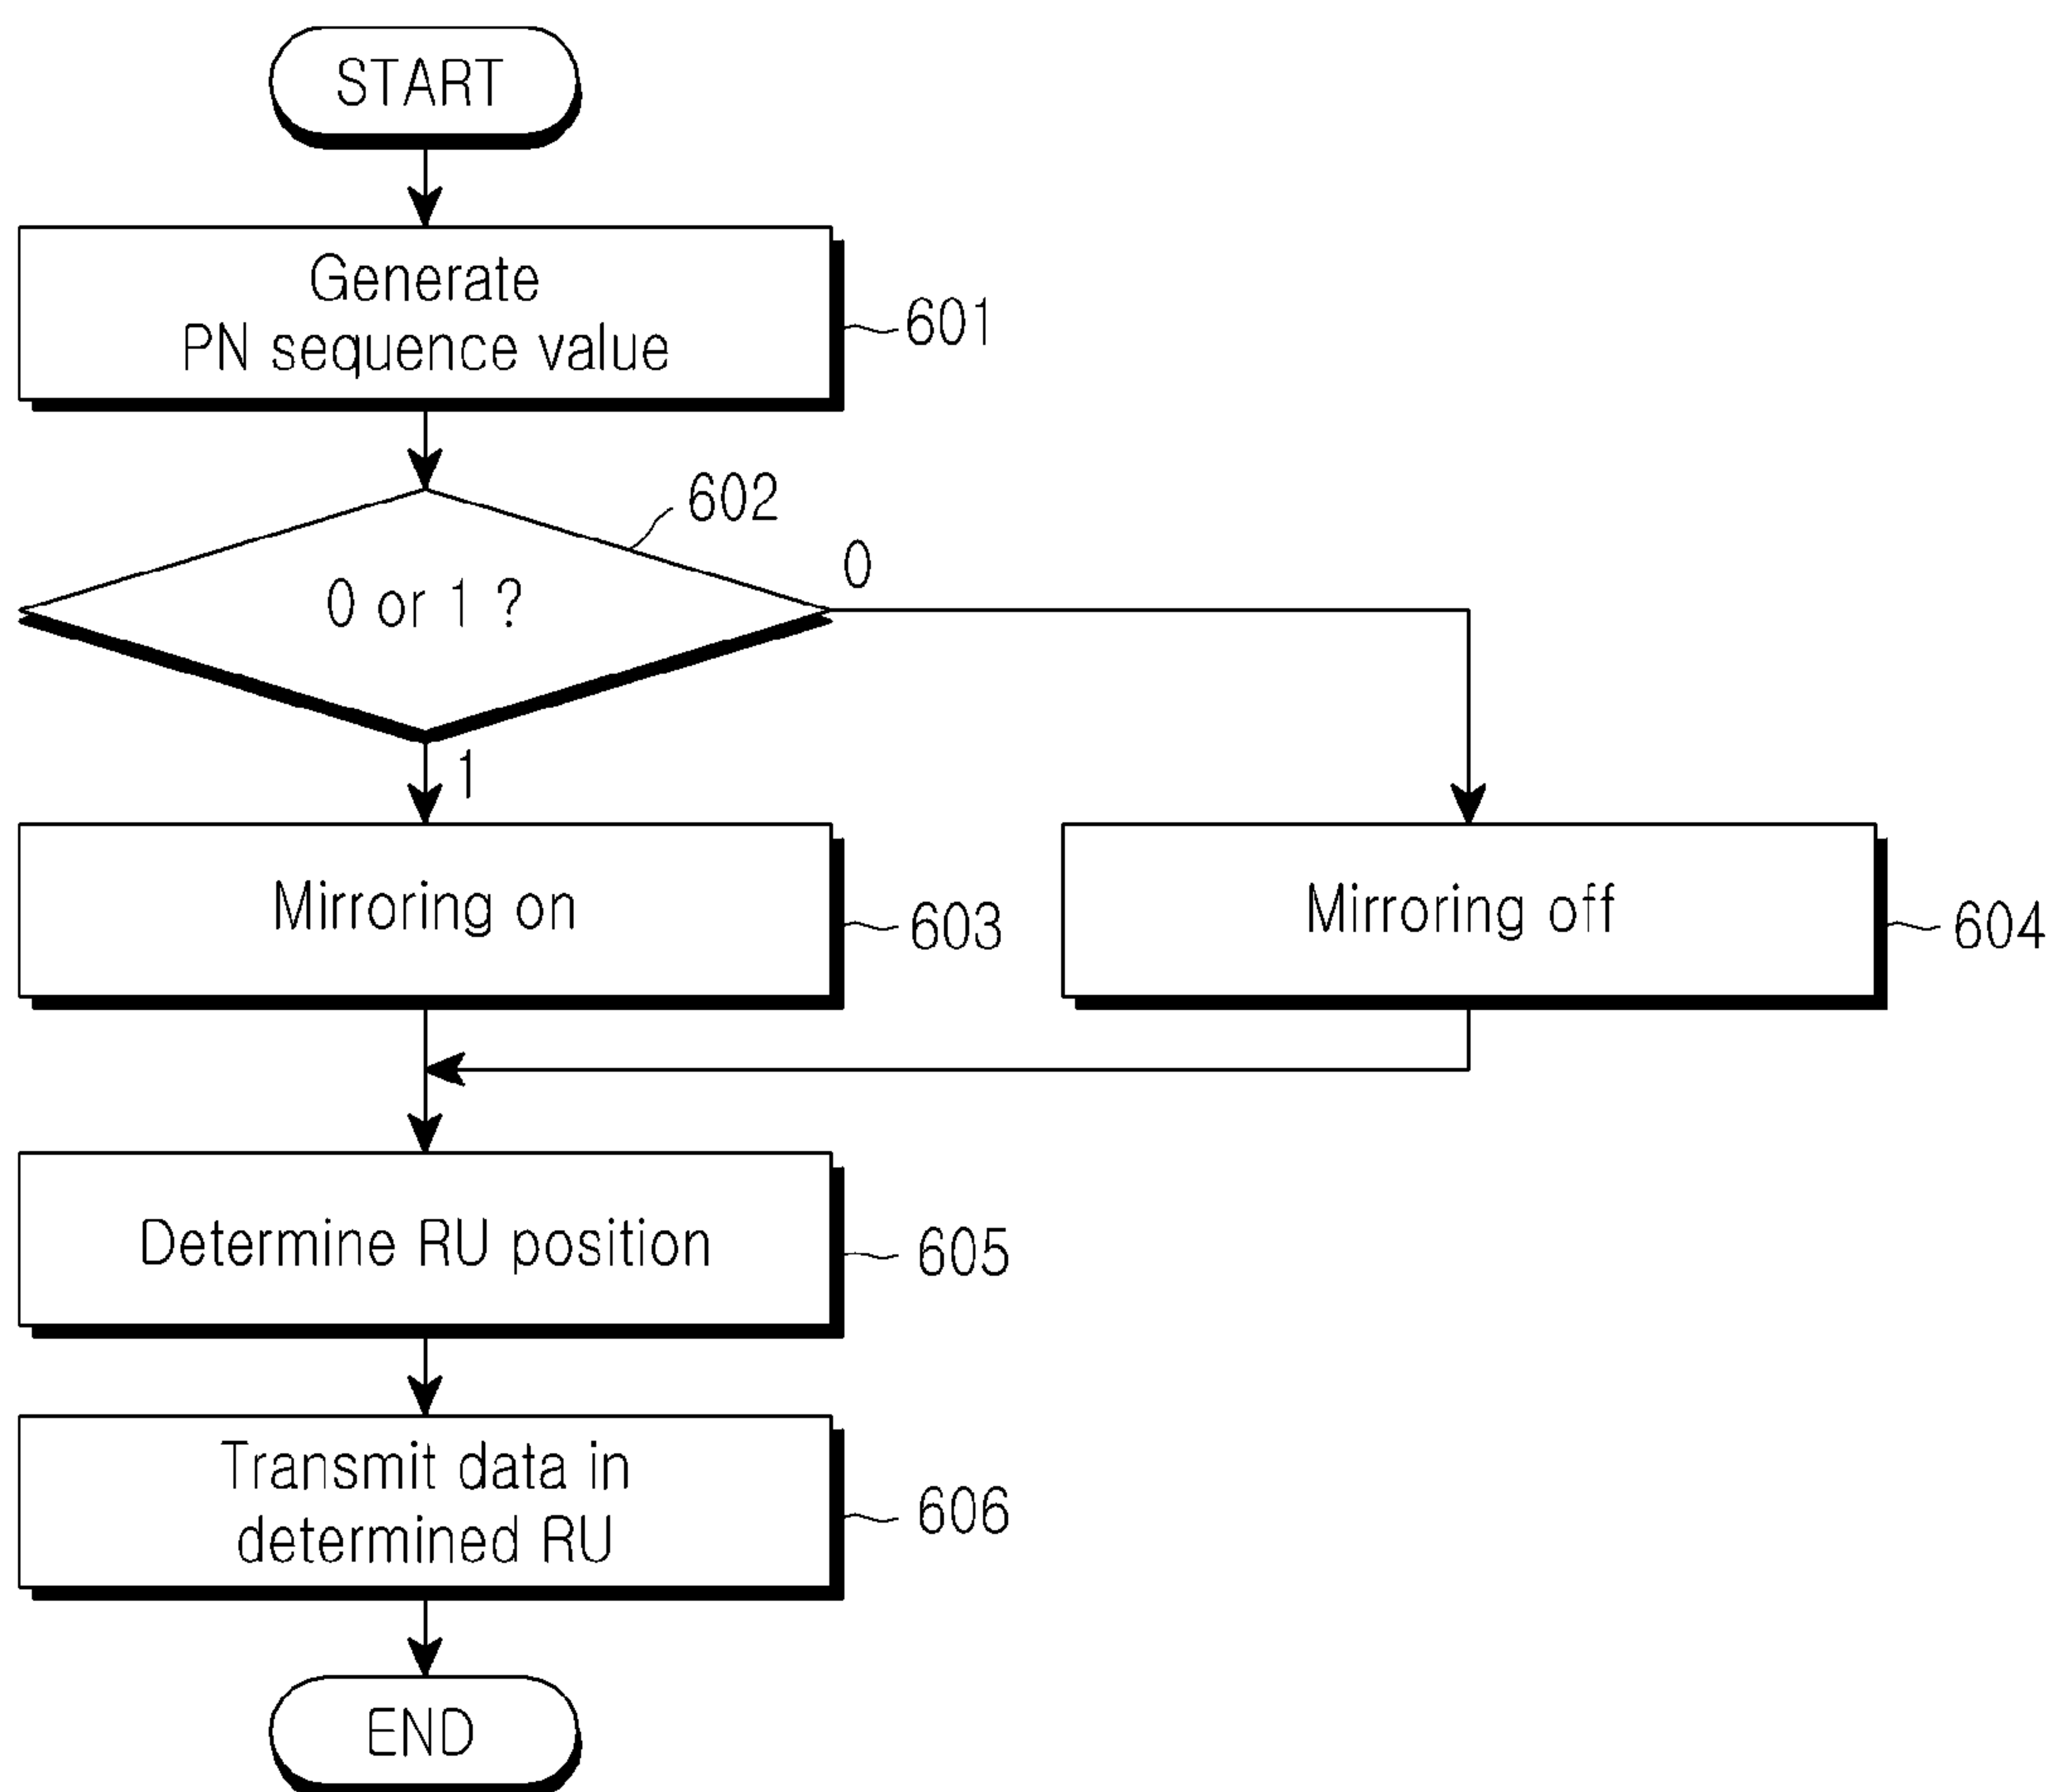 START
Generate
PN sequence value
601
602
0 or 1 ?
0
1
Mirroring on
603
Mirroring off
604
Determine RU position
605
Transmit data in
determined RU
606
END